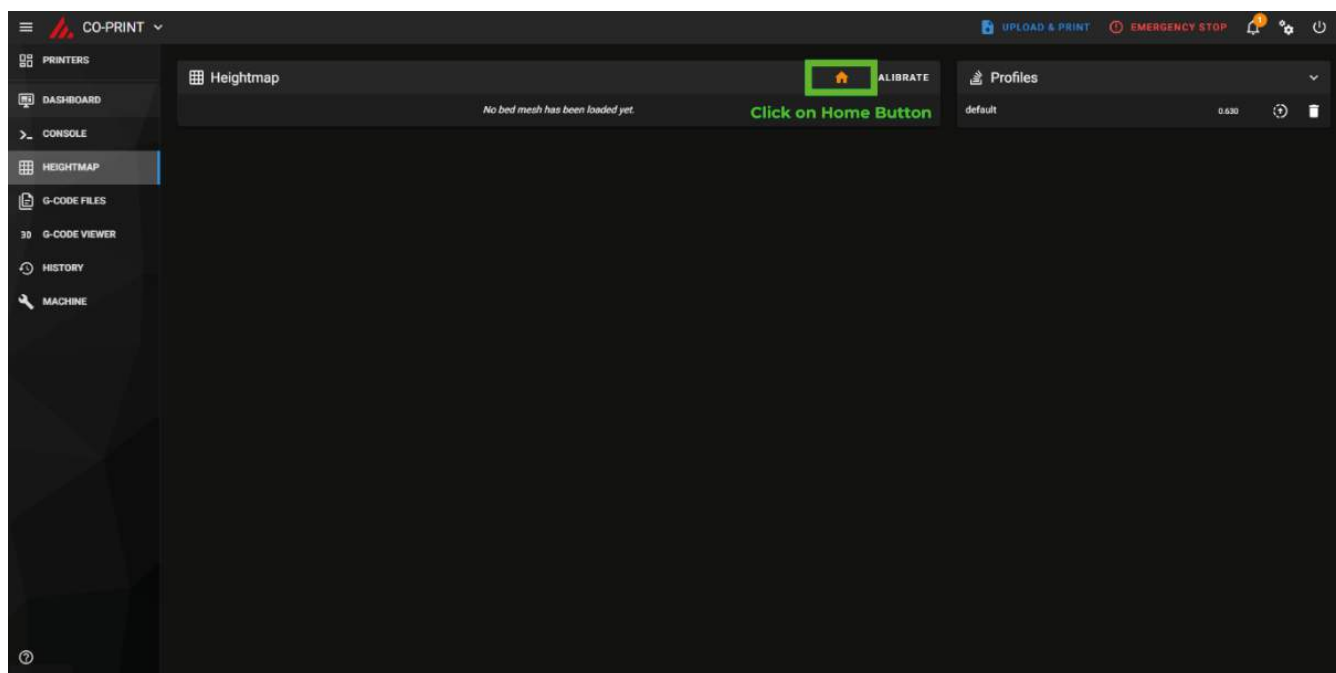 CO-PRINT
UPLOAD & PRINT
EMERGENCY STOP
1
PRINTERS
DASHBOARD
CONSOLE
HEIGHTMAP
G-CODE FILES
3D G-CODE VIEWER
HISTORY
MACHINE
Heightmap
ALIBRATE
No bed mesh has been loaded yet.
Click on Home Button
Profiles
default
0.630